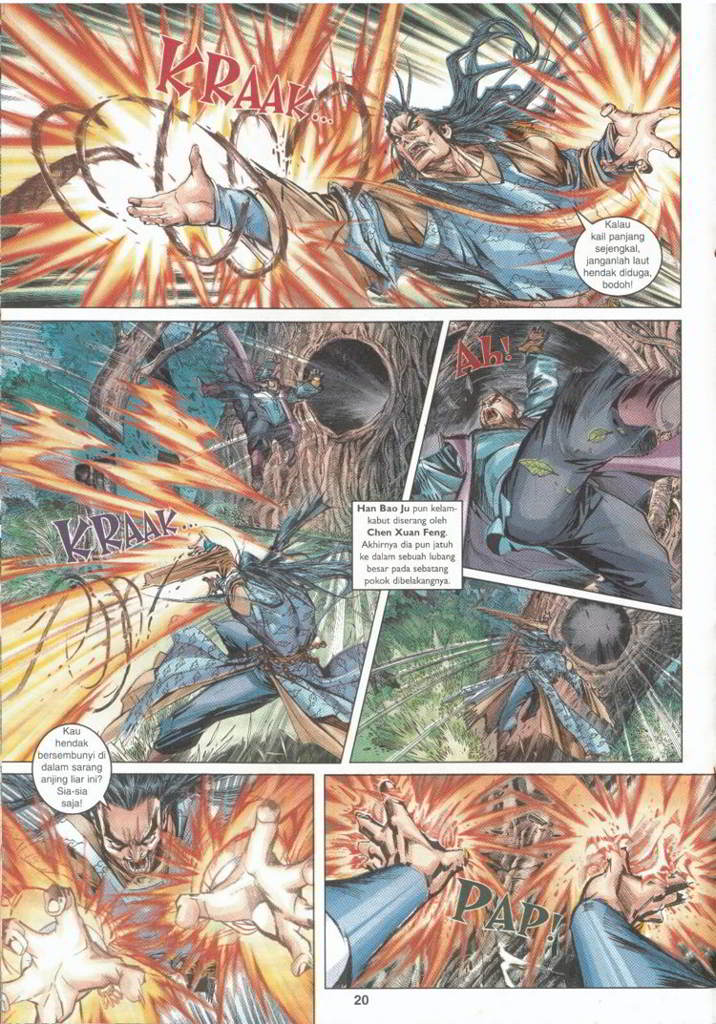 KRAAK...
Kalau
kail panjang
sejengkal,
janganlah laut
hendak diduga,
bodoh!
KRAAK...
Ah!
Han Bao Ju pun kelam-
kabut diserang oleh
Chen Xuan Feng.
Akhirnya dia pun jatuh
ke dalam sebuah lubang
besar pada sebatang
pokok dibelakangnya.
Kau
hendak
bersembunyi di
dalam sarang
anjing liar ini?
Sia-sia
saja!
PAP!
20